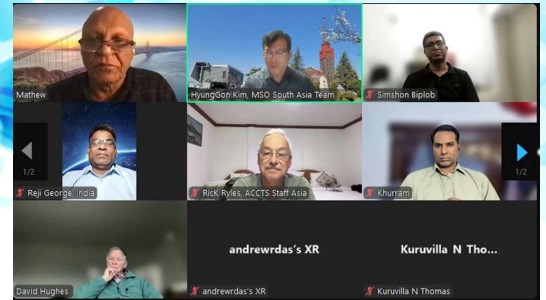 Mathew
HyungGon Kim, MSO South Asia Team
Simshon Biplob
1/2
1/2
Reji George, India
Rick Ryles, ACCTS Staff Asia
Khurram
andrewrdas's XR
Kuruvilla N Tho...
David Hughes
andrewrdas's XR
Kuruvilla N Thomas